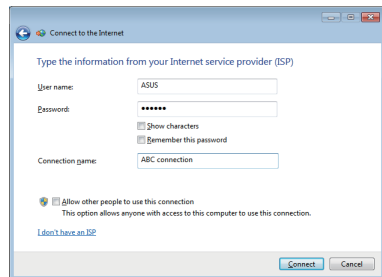 Connect to the Internet
Type the information from your Internet service provider (ISP)
User name:
ASUS
Password:
••••••
Show characters
Remember this password
Connection name:
ABC connection
Allow other people to use this connection
This option allows anyone with access to this computer to use this connection.
I don't have an ISP
Connect
Cancel